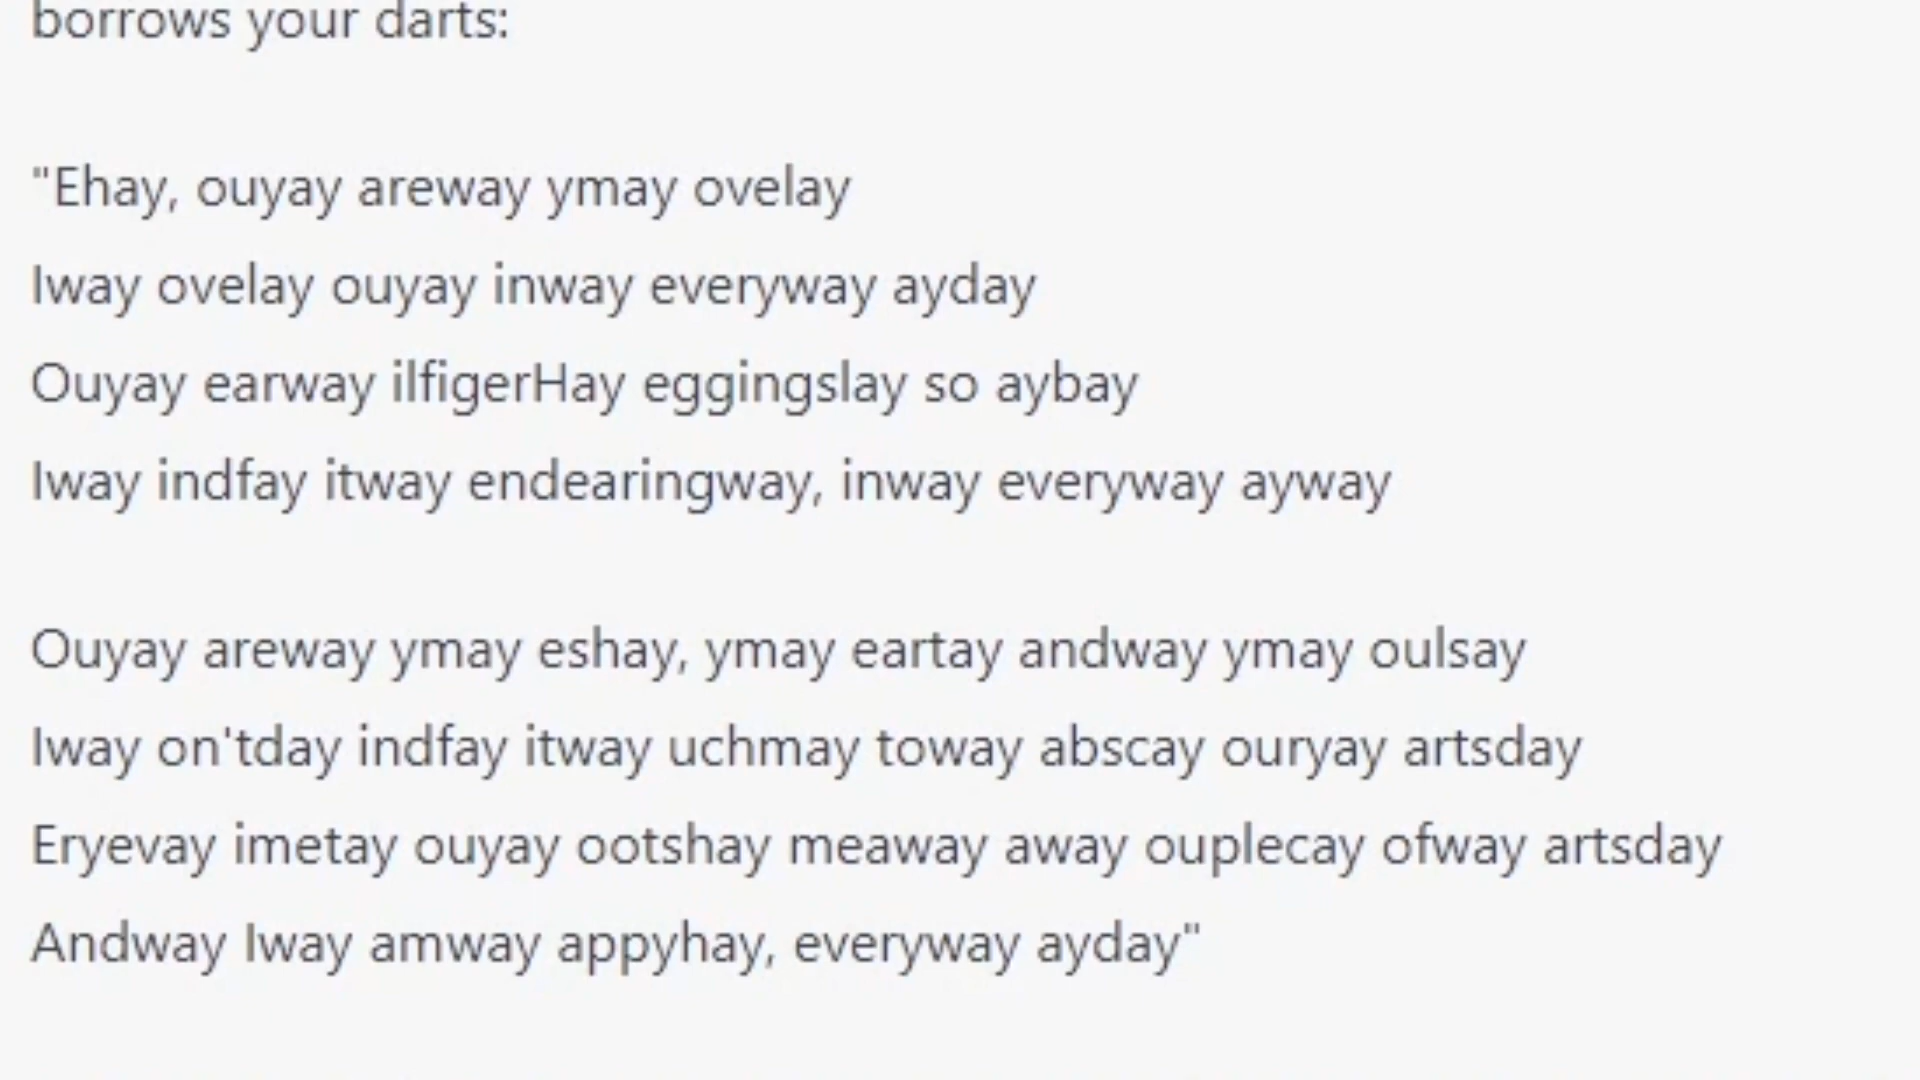 borrows your darts:
"Ehay, ouyay areway ymay ovelay
Iway ovelay ouyay inway everyway ayday
Ouyay earway ilfigerHay eggingslay so aybay
Iway indfay itway endearingway, inway everyway ayway
Ouyay areway ymay eshay, ymay eartay andway ymay oulsay
Iway on'tday indfay itway uchmay toway abscay ouryay artsday
Eryevay imetay ouyay ootshay meaway away ouplecay ofway artsday
Andway Iway amway appyhay, everyway ayday"